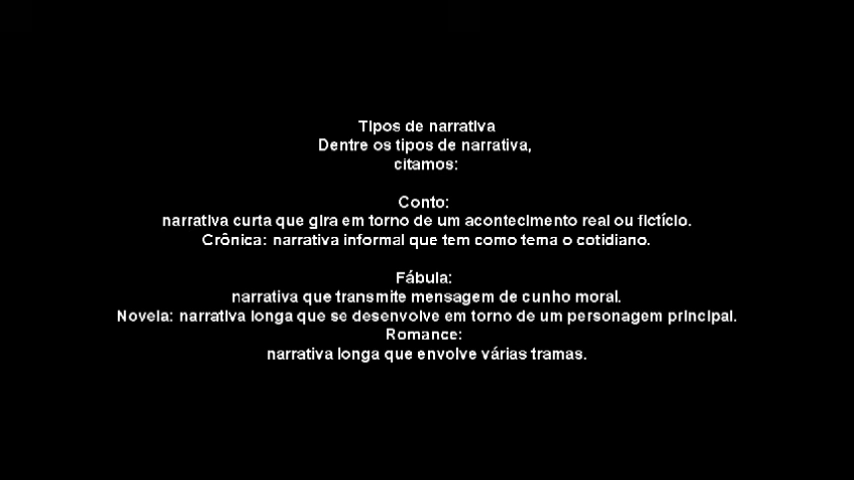 Tipos de narrativa
Dentre os tipos de narrativa,
citamos:
Conto:
narrativa curta que gira em torno de um acontecimento real ou fictício.
Crônica: narrativa informal que tem como tema o cotidiano.
Fábula:
narrativa que transmite mensagem de cunho moral.
Novela: narrativa longa que se desenvolve em torno de um personagem principal.
Romance:
narrativa longa que envolve várias tramas.